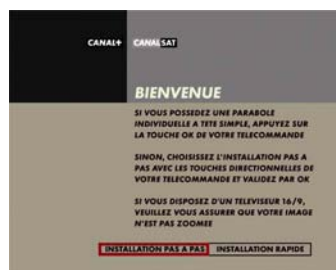 CANAL+ CANALSAT
BIENVENUE
SI VOUS POSSEDEZ UNE PARABOLE
INDIVIDUELLE A TETE SIMPLE, APPUYEZ SUR
LA TOUCHE OK DE VOTRE TELECOMMANDE
SINON, CHOISISSEZ L'INSTALLATION PAS A
PAS AVEC LES TOUCHES DIRECTIONNELLES DE
VOTRE TELECOMMANDE ET VALIDEZ PAR OK
SI VOUS DISPOSEZ D'UN TELEVISEUR 16/9,
VEUILLEZ VOUS ASSURER QUE VOTRE IMAGE
N'EST PAS ZOOMEE
INSTALLATION PAS A PAS INSTALLATION RAPIDE